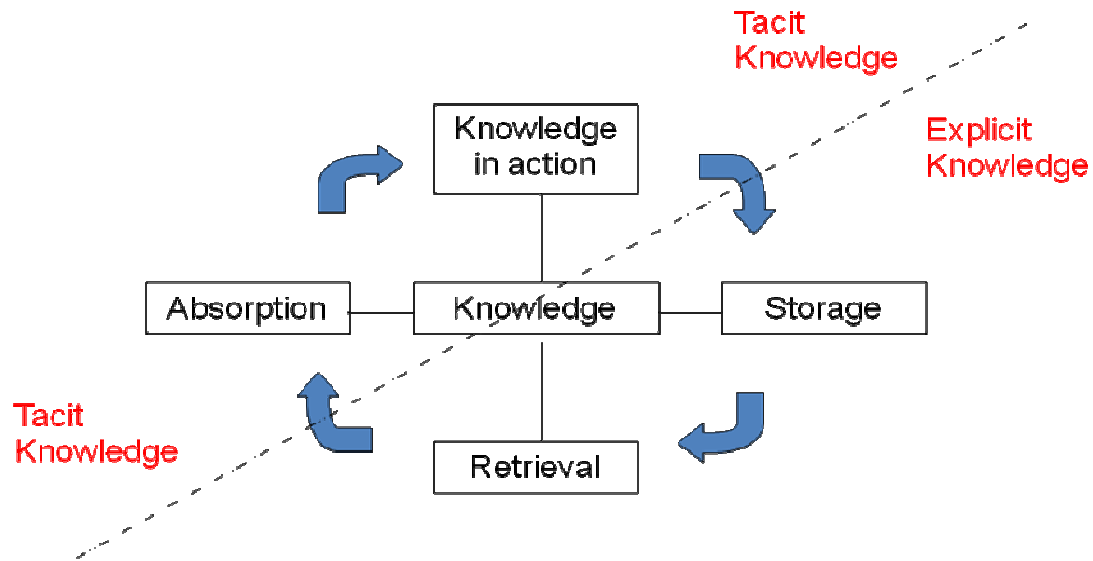 Tacit
Knowledge
Explicit
Knowledge
Knowledge
in action
Absorption
Knowledge
Storage
Tacit
Knowledge
Retrieval